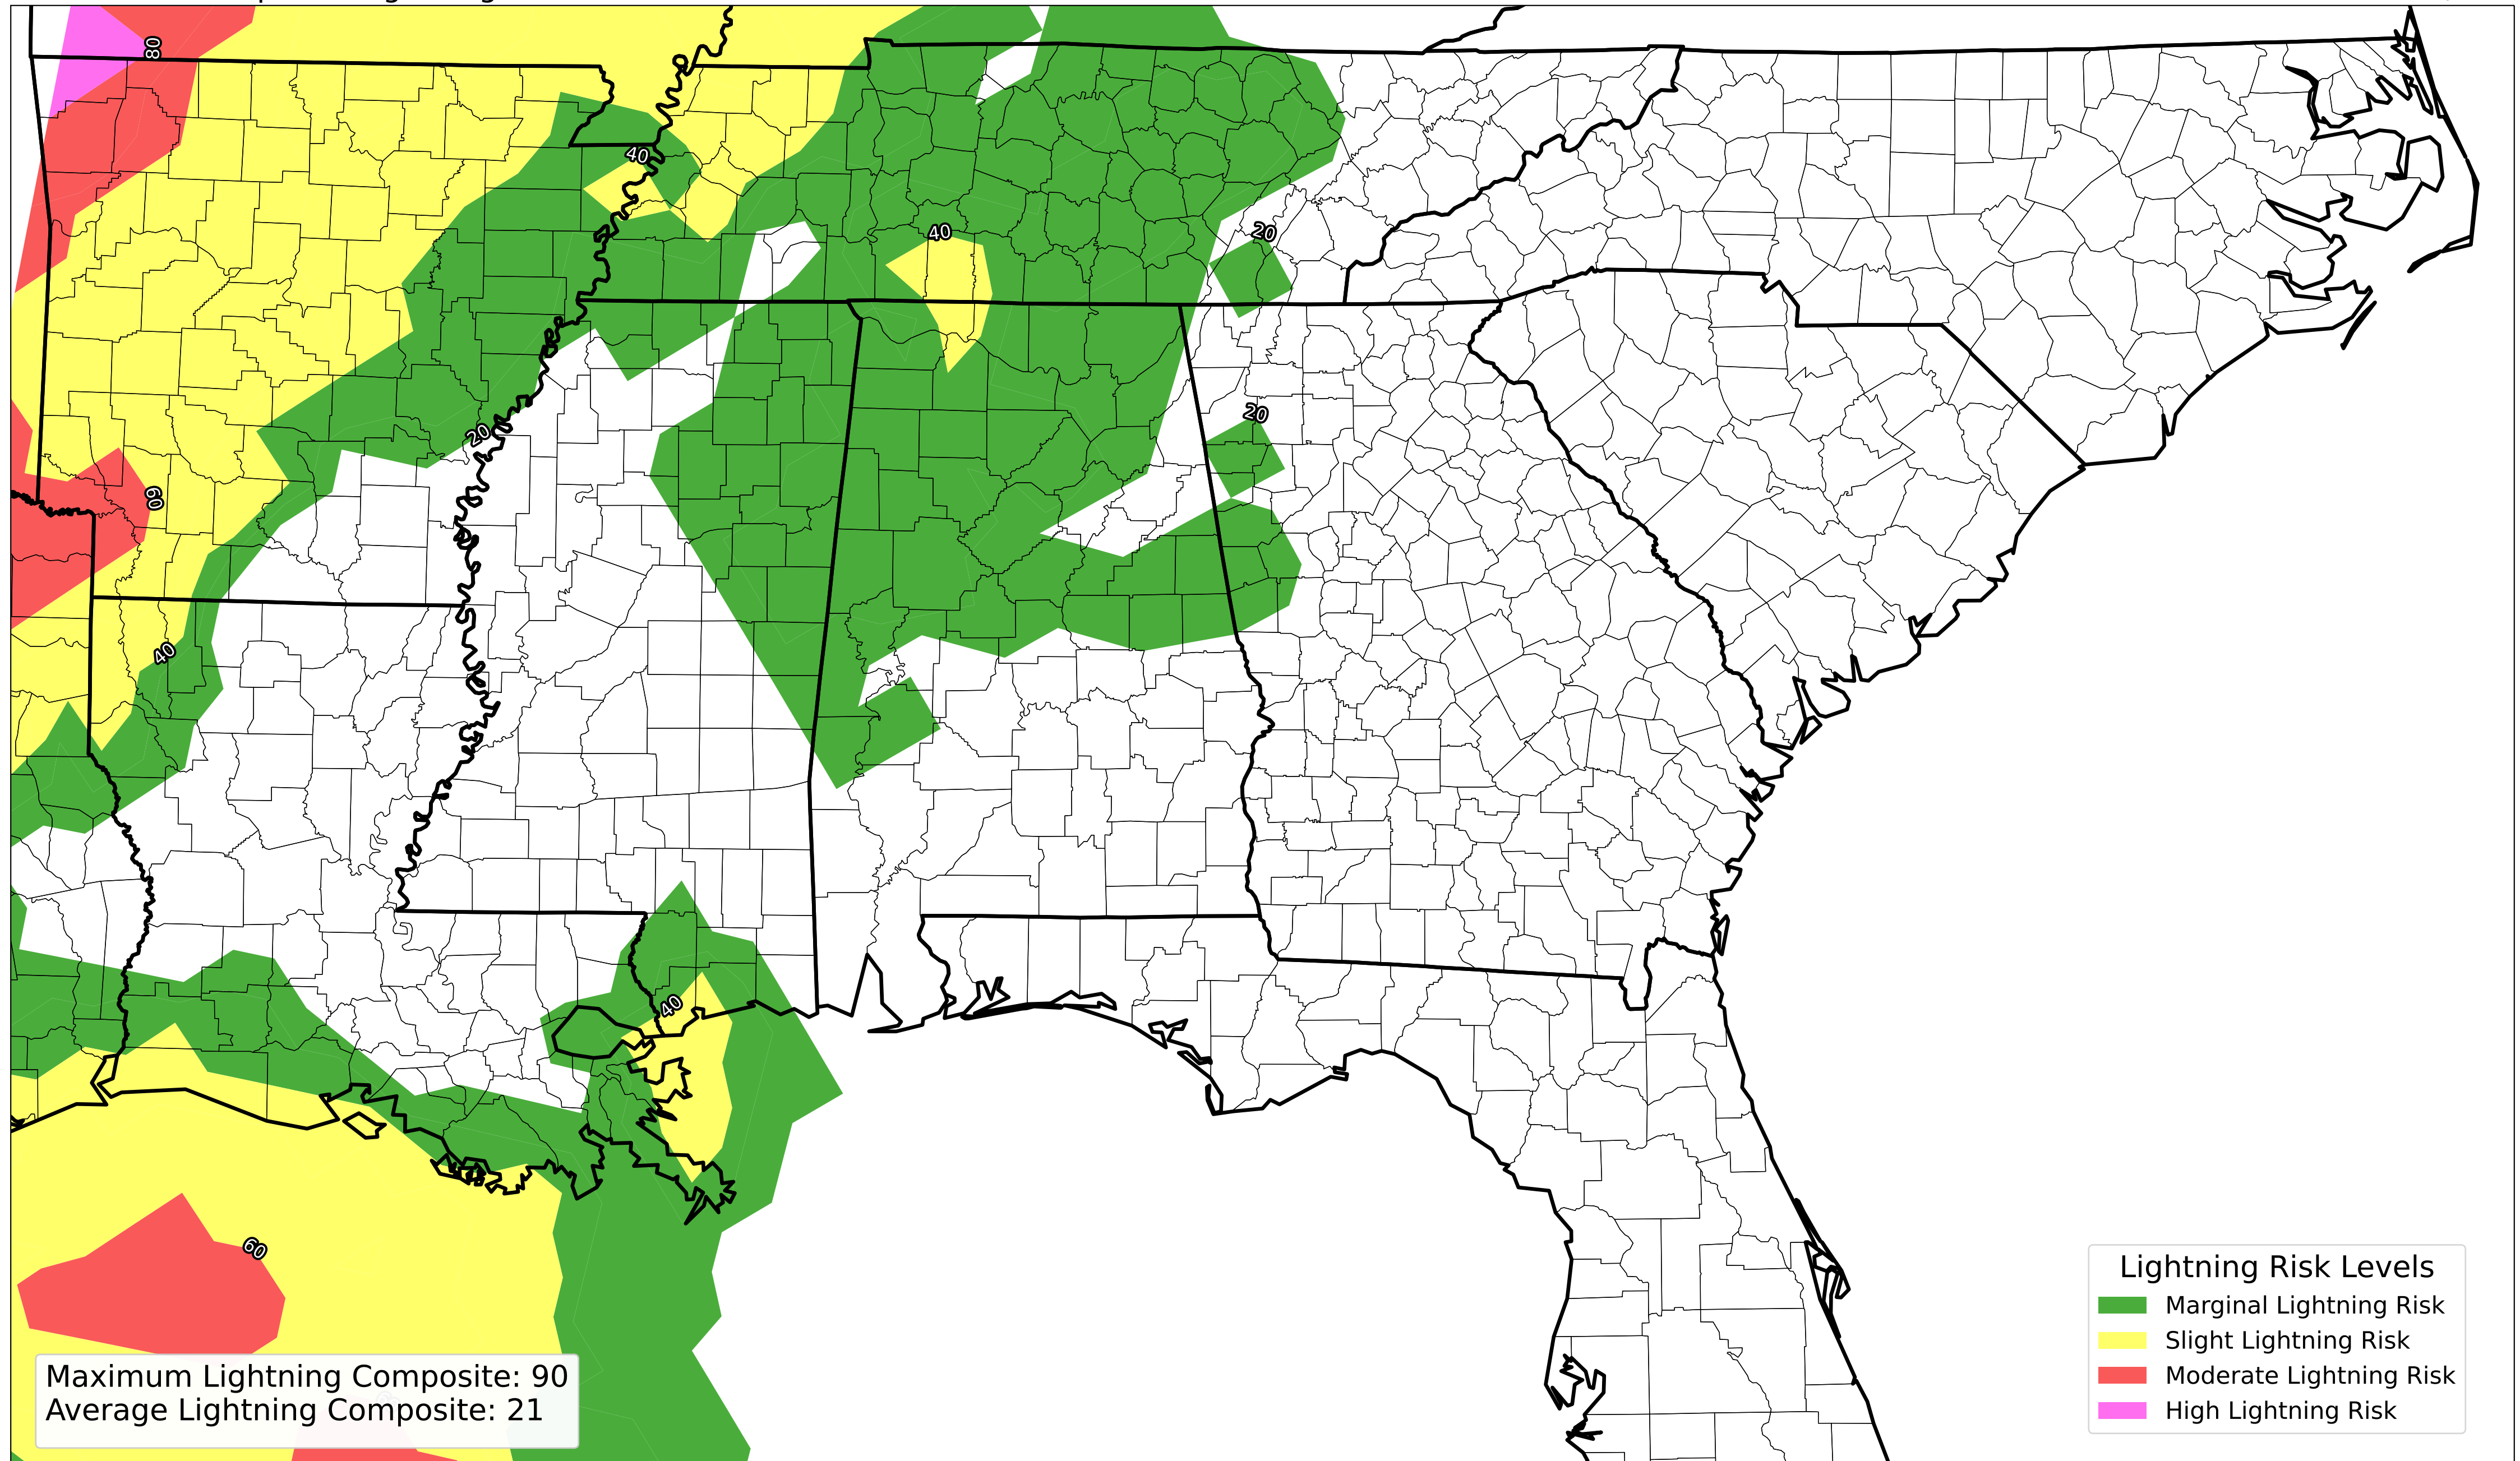 80
40
40
20
20
20
60
40
40
60
Lightning Risk Levels
Marginal Lightning Risk
Slight Lightning Risk
Moderate Lightning Risk
High Lightning Risk
Maximum Lightning Composite: 90
Average Lightning Composite: 21